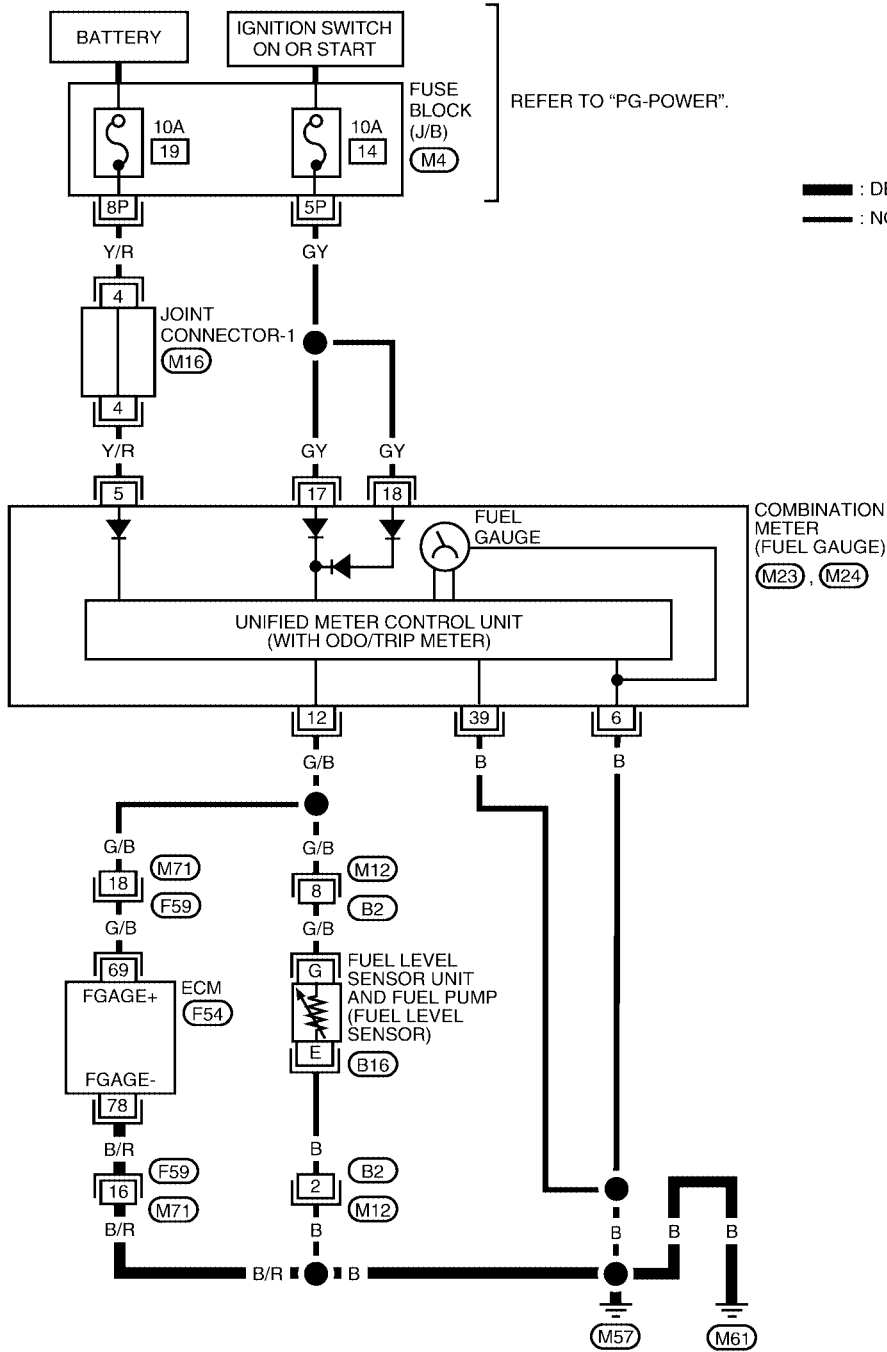 BATTERY
IGNITION SWITCH
ON OR START
REFER TO “PG-POWER”.
FUSE
BLOCK
(J/B)
M4
10A
19
10A
14
8P
5P
: DE
: NO
Y/R
GY
4
JOINT
CONNECTOR-1
M16
4
Y/R
GY
GY
5
17
18
FUEL
GAUGE
COMBINATION
METER
(FUEL GAUGE)
M23 , M24
UNIFIED METER CONTROL UNIT
(WITH ODO/TRIP METER)
12
39
6
G/B
B
B
G/B
G/B
18
M71
F59
8
M12
B2
G/B
G/B
69
FGAGE+
ECM
F54
FGAGE-
78
G
FUEL LEVEL
SENSOR UNIT
AND FUEL PUMP
(FUEL LEVEL
SENSOR)
E
B16
B/R
B
16
F59
M71
2
B2
M12
B/R
B
B
B
B
B/R
B
M57
M61